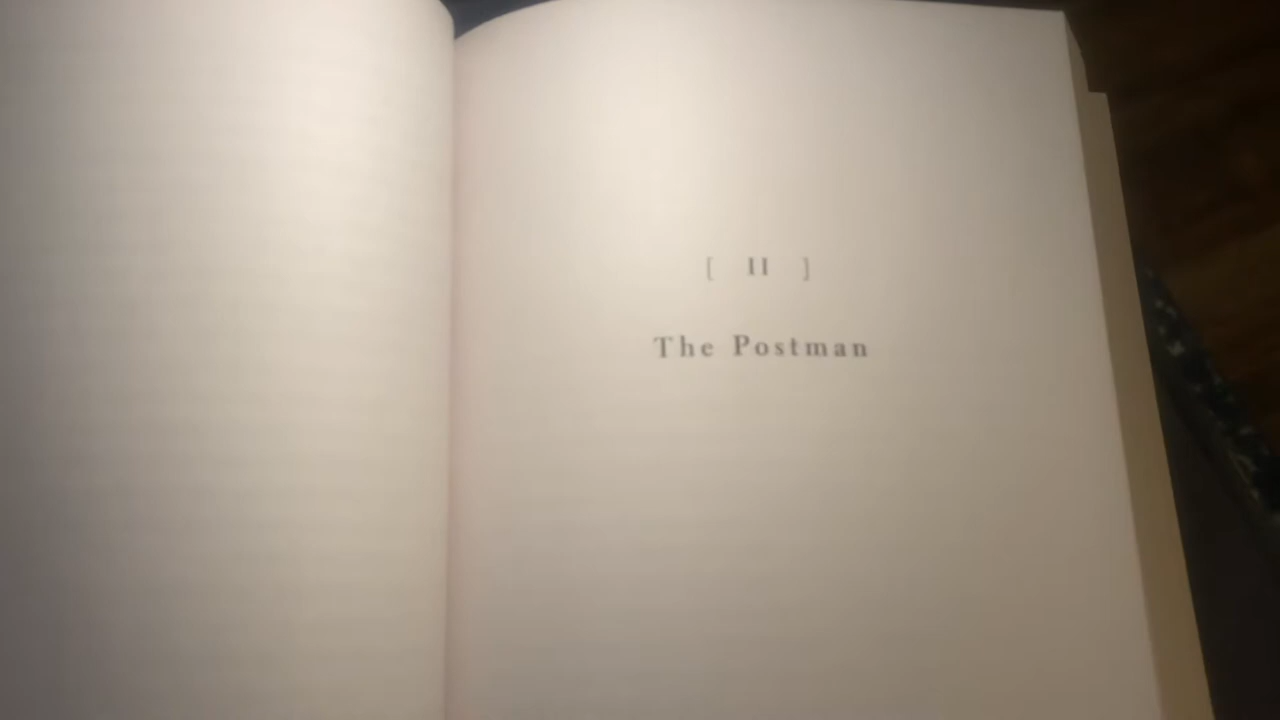 [ II ]
The Postman